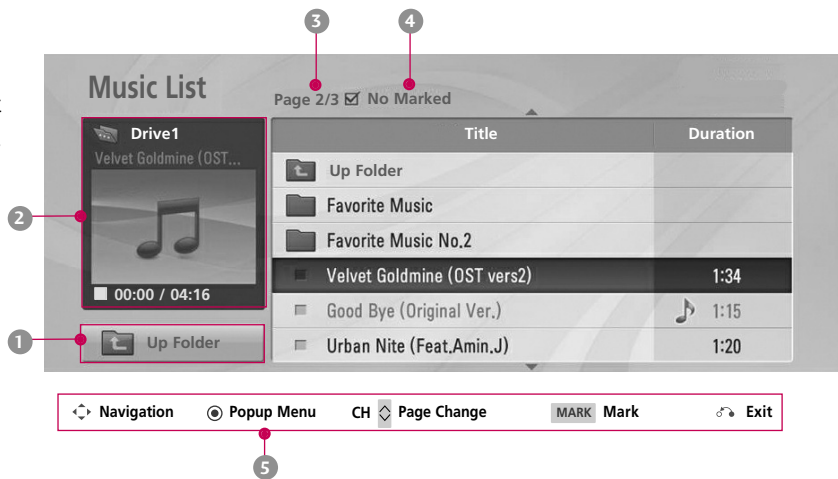 3 4
Music List
Page 2/3 No Marked
Drive1
Velvet Goldmine (OST...
Title Duration
Up Folder
Favorite Music
2
Favorite Music No.2
Velvet Goldmine (OST vers2) 1:34
00:00 / 04:16
Good Bye (Original Ver.) 1:15
1
Up Folder
Urban Nite (Feat.Amin.J) 1:20
Navigation Popup Menu CH Page Change MARK Mark Exit
5